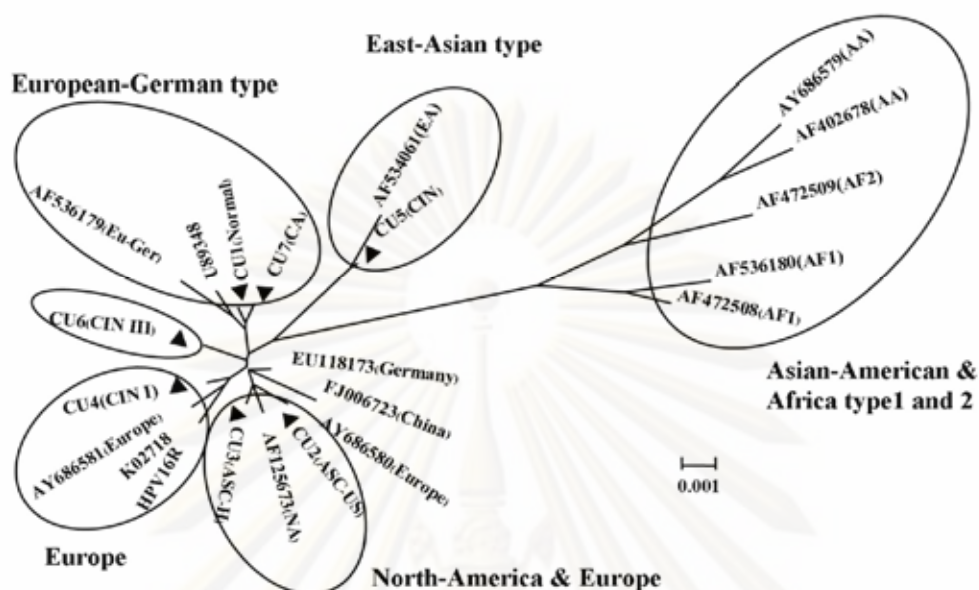 East-Asian type
European-German type
AY686579(AA)
AF402678(AA)
AF472509(AF2)
AF536180(AF1)
AF472508(AF1)
Asian-American &
Africa type1 and 2
AF534061(EA)
CU5(CIN)
AF536179(Eu-Ger)
U89348
CU1(Normal)
CU7(CA)
CU6(CIN III)
CU4(CIN I)
AY686581(Europe)
K02718
HPV16R
Europe
EU118173(Germany)
FJ006723(China)
AY686580(Europe)
CU2(ASC-US)
AF125673(NA)
CU3(ASC-H)
North-America & Europe
0.001